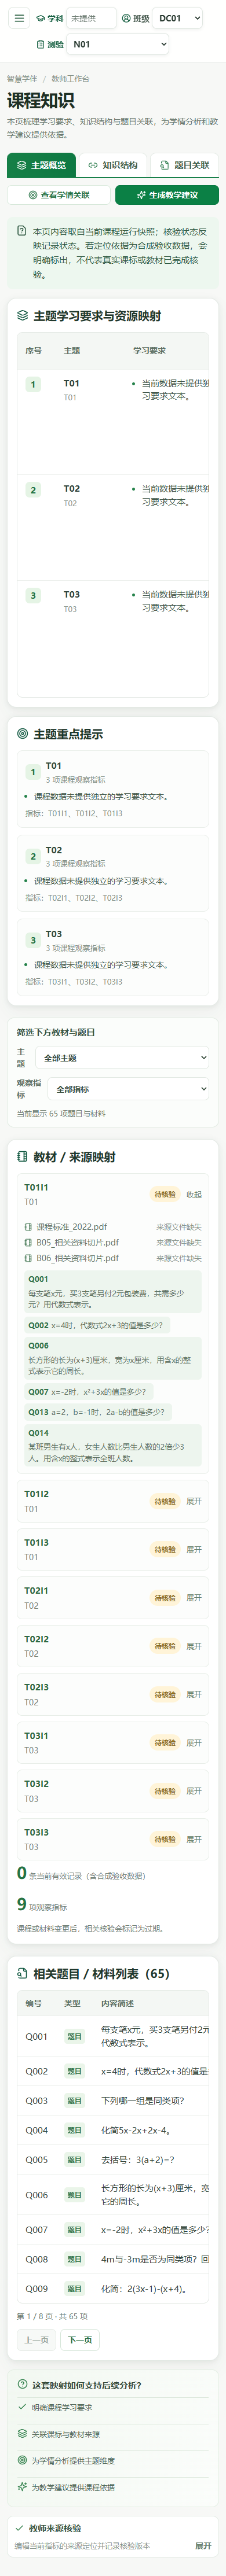 学科 未提供 班级 DC01
测验 N01
智慧学伴 / 教师工作台
课程知识
本页梳理学习要求、知识结构与题目关联，为学情分析和教
学建议提供依据。
主题概览 知识结构 题目关联
查看学情关联 生成教学建议
本页内容取自当前课程运行快照；核验状态反
映记录状态。若定位依据为合成验收数据，会
明确标出，不代表真实课标或教材已完成核
验。
主题学习要求与资源映射
序号 主题 学习要求
1 T01 当前数据未提供独
T01 习要求文本。
2 T02 当前数据未提供独
T02 习要求文本。
3 T03 当前数据未提供独
T03 习要求文本。
主题重点提示
1 T01
3 项课程观察指标
课程数据未提供独立的学习要求文本。
指标：T01I1、T01I2、T01I3
2 T02
3 项课程观察指标
课程数据未提供独立的学习要求文本。
指标：T02I1、T02I2、T02I3
3 T03
3 项课程观察指标
课程数据未提供独立的学习要求文本。
指标：T03I1、T03I2、T03I3
筛选下方教材与题目
主题 全部主题
观察指标 全部指标
当前显示 65 项题目与材料
教材 / 来源映射
T01I1 待核验 收起
T01
课程标准_2022.pdf 来源文件缺失
B05_相关资料切片.pdf 来源文件缺失
B06_相关资料切片.pdf 来源文件缺失
Q001
每支笔x元，买3支笔另付2元包装费，共需多少
元？用代数式表示。
Q002 x=4时，代数式2x+3的值是多少？
Q006
长方形的长为(x+3)厘米，宽为x厘米，用含x的整
式表示它的周长。
Q007 x=-2时，x²+3x的值是多少？
Q013 a=2，b=-1时，2a-b的值是多少？
Q014
某班男生有x人，女生人数比男生人数的2倍少3
人。用含x的整式表示全班人数。
T01I2 待核验 展开
T01
T01I3 待核验 展开
T01
T02I1 待核验 展开
T02
T02I2 待核验 展开
T02
T02I3 待核验 展开
T02
T03I1 待核验 展开
T03
T03I2 待核验 展开
T03
T03I3 待核验 展开
T03
0 条当前有效记录（含合成验收数据）
9 项观察指标
课程或材料变更后，相关核验会标记为过期。
相关题目 / 材料列表（65）
编号 类型 内容简述
Q001 题目 每支笔x元，买3支笔另付2元
代数式表示。
Q002 题目 x=4时，代数式2x+3的值是
Q003 题目 下列哪一组是同类项？
Q004 题目 化简5x-2x+2x-4。
Q005 题目 去括号：3(a+2)=?
Q006 题目 长方形的长为(x+3)厘米，宽
它的周长。
Q007 题目 x=-2时，x²+3x的值是多少？
Q008 题目 4m与-3m是否为同类项？回
Q009 题目 化简：2(3x-1)-(x+4)。
第 1 / 8 页 · 共 65 项
上一页 下一页
这套映射如何支持后续分析？
明确课程学习要求
关联课标与教材来源
为学情分析提供主题维度
为教学建议提供课程依据
教师来源核验
编辑当前指标的来源定位并记录核验版本 展开